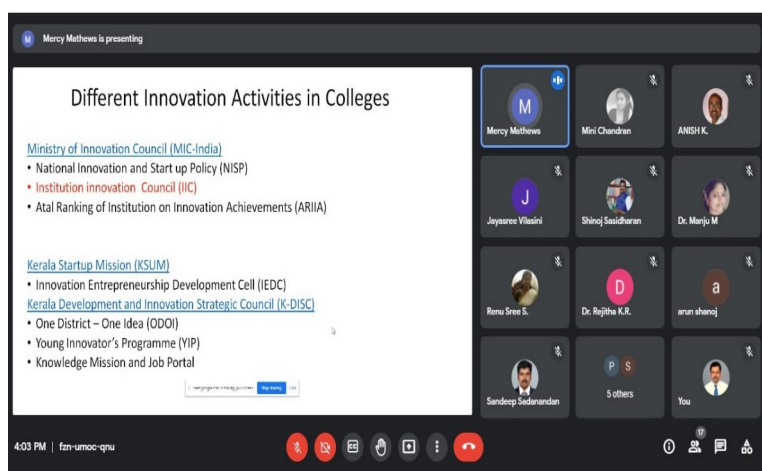 M Mercy Mathews is presenting
Different Innovation Activities in Colleges
Ministry of Innovation Council (MIC-India)
• National Innovation and Start up Policy (NISP)
• Institution innovation Council (IIC)
• Atal Ranking of Institution on Innovation Achievements (ARIIA)
Kerala Startup Mission (KSUM)
• Innovation Entrepreneurship Development Cell (IEDC)
Kerala Development and Innovation Strategic Council (K-DISC)
• One District – One Idea (ODOI)
• Young Innovator's Programme (YIP)
• Knowledge Mission and Job Portal
Stop sharing
M
Mercy Mathews
Mini Chandran
ANISH K.
J
Jayasree Vilasini
Shinoj Sasidharan
Dr. Manju M
Renu Sree S.
D
Dr. Rejitha K.R.
a
arun shanoj
Sandeep Sadanandan
P S
5 others
You
4:03 PM | fzn-umoc-qnu
CC
17